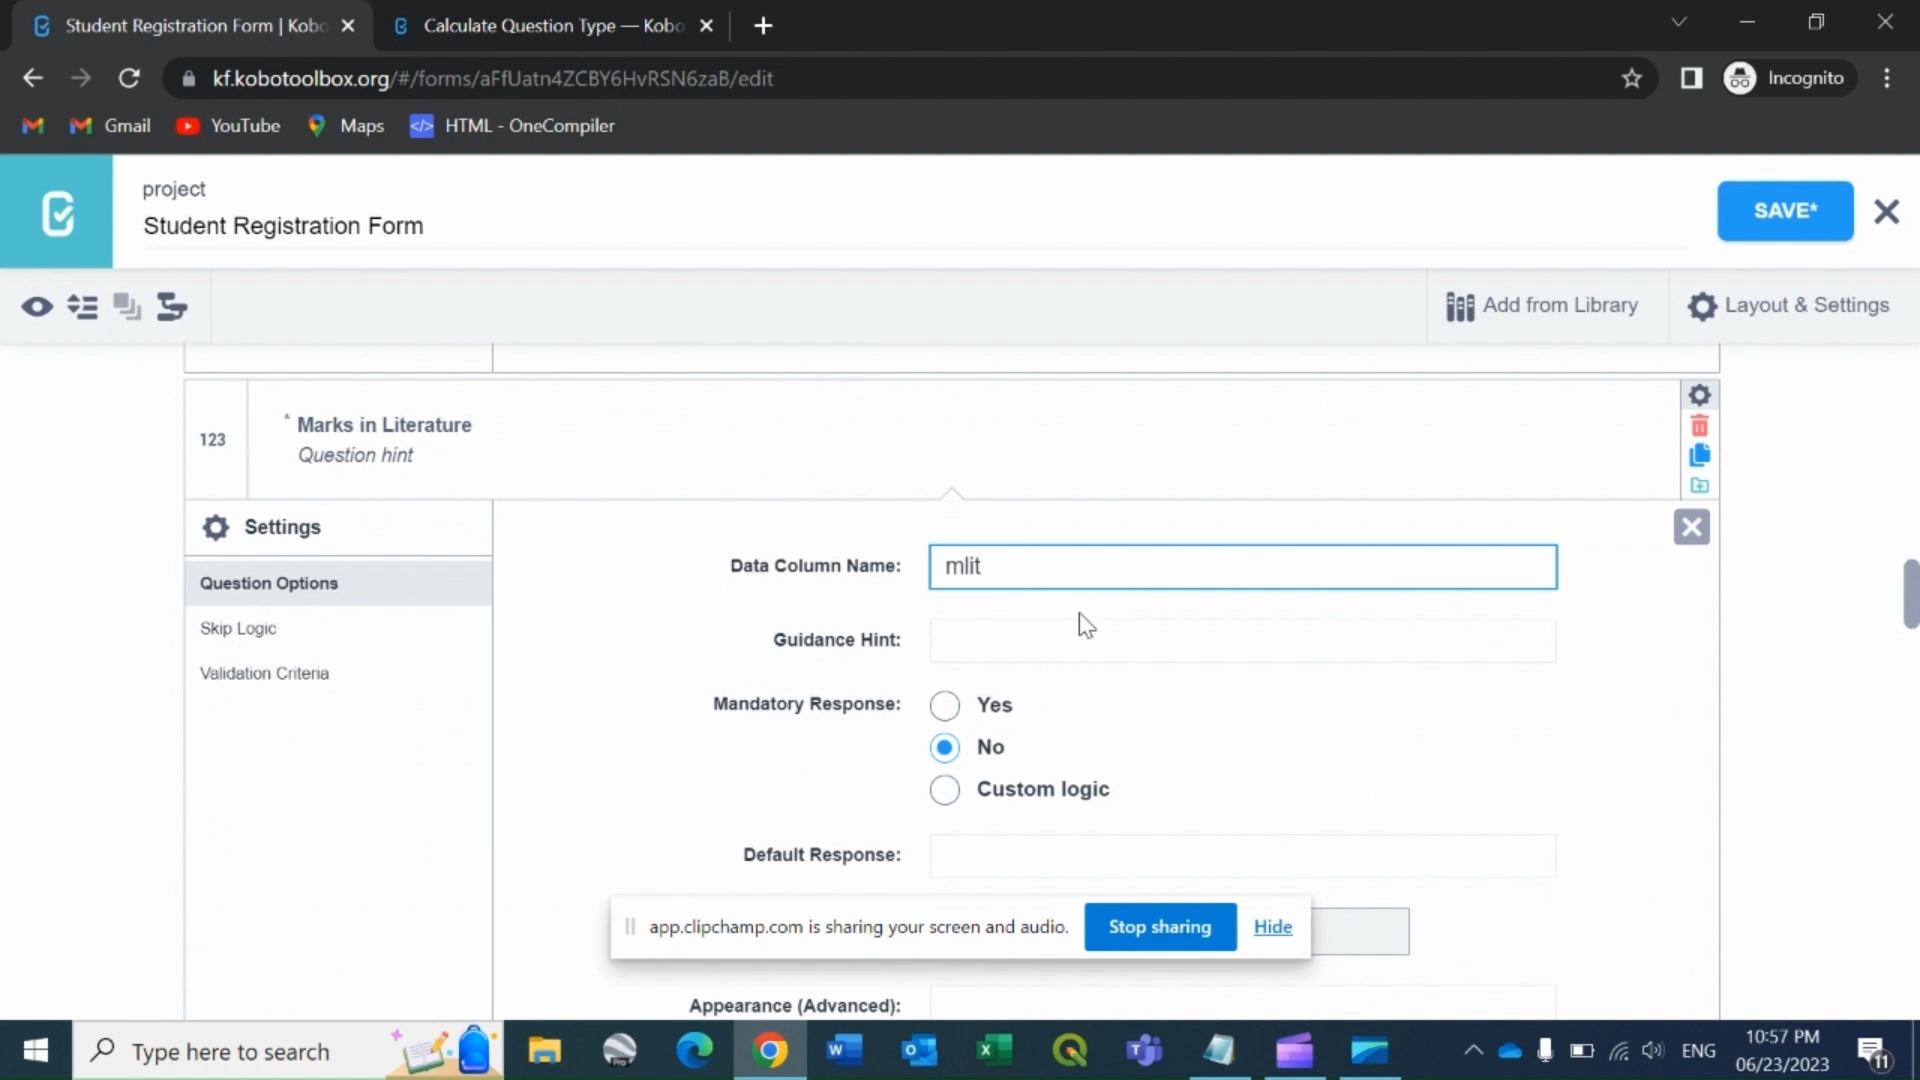 Student Registration Form | Kobo
Calculate Question Type — Kobo
kf.kobotoolbox.org/#/forms/aFfUatn4ZCBY6HvRSN6zaB/edit
Incognito
Gmail
YouTube
Maps
</> HTML - OneCompiler
project
Student Registration Form
SAVE*
Add from Library
Layout & Settings
123
* Marks in Literature
Question hint
Settings
Question Options
Skip Logic
Validation Criteria
Data Column Name: mlit
Guidance Hint:
Mandatory Response: Yes
No
Custom logic
Default Response:
app.clipchamp.com is sharing your screen and audio. Stop sharing Hide
Appearance (Advanced):
Type here to search
Pro
ENG
10:57 PM
06/23/2023
11